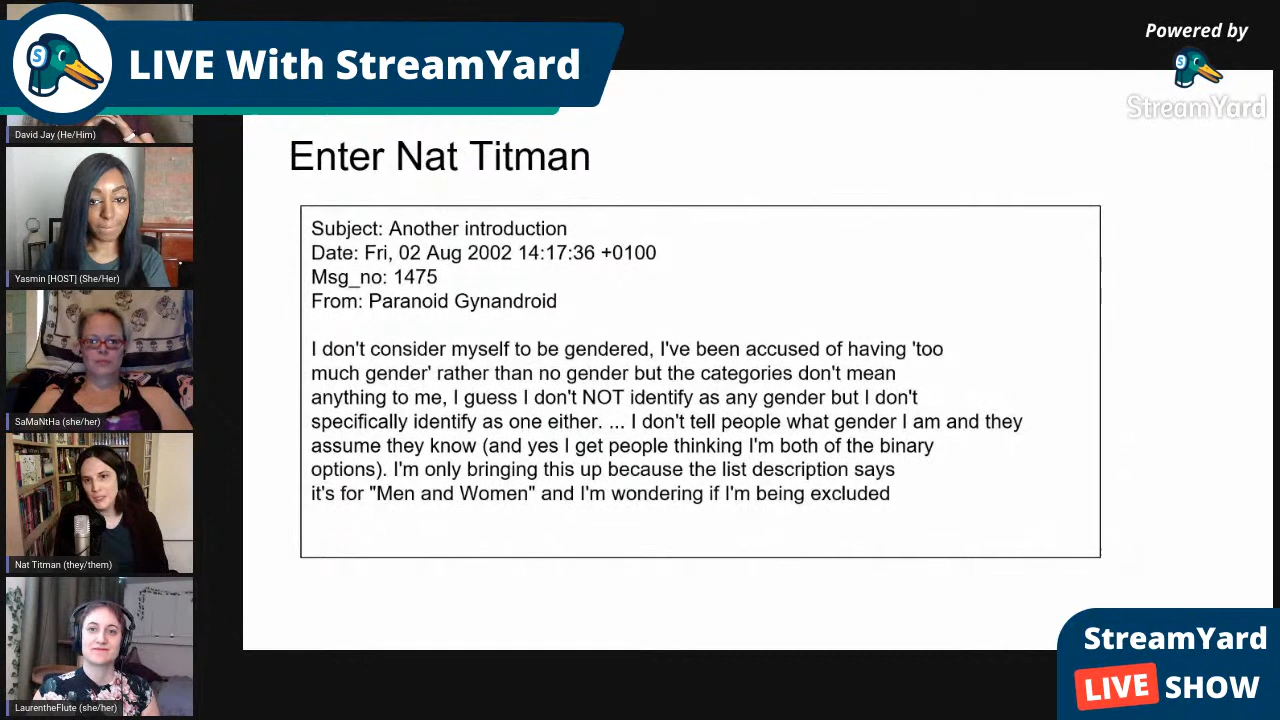 LIVE With StreamYard
Powered by
StreamYard
David Jay (He/Him)
Yasmin [HOST] (She/Her)
SaMaNtHa (she/her)
Nat Titman (they/them)
LaurentheFlute (she/her)
Enter Nat Titman
Subject: Another introduction
Date: Fri, 02 Aug 2002 14:17:36 +0100
Msg_no: 1475
From: Paranoid Gynandroid
I don't consider myself to be gendered, I've been accused of having 'too
much gender' rather than no gender but the categories don't mean
anything to me, I guess I don't NOT identify as any gender but I don't
specifically identify as one either. ... I don't tell people what gender I am and they
assume they know (and yes I get people thinking I'm both of the binary
options). I'm only bringing this up because the list description says
it's for "Men and Women" and I'm wondering if I'm being excluded
StreamYard
LIVE SHOW